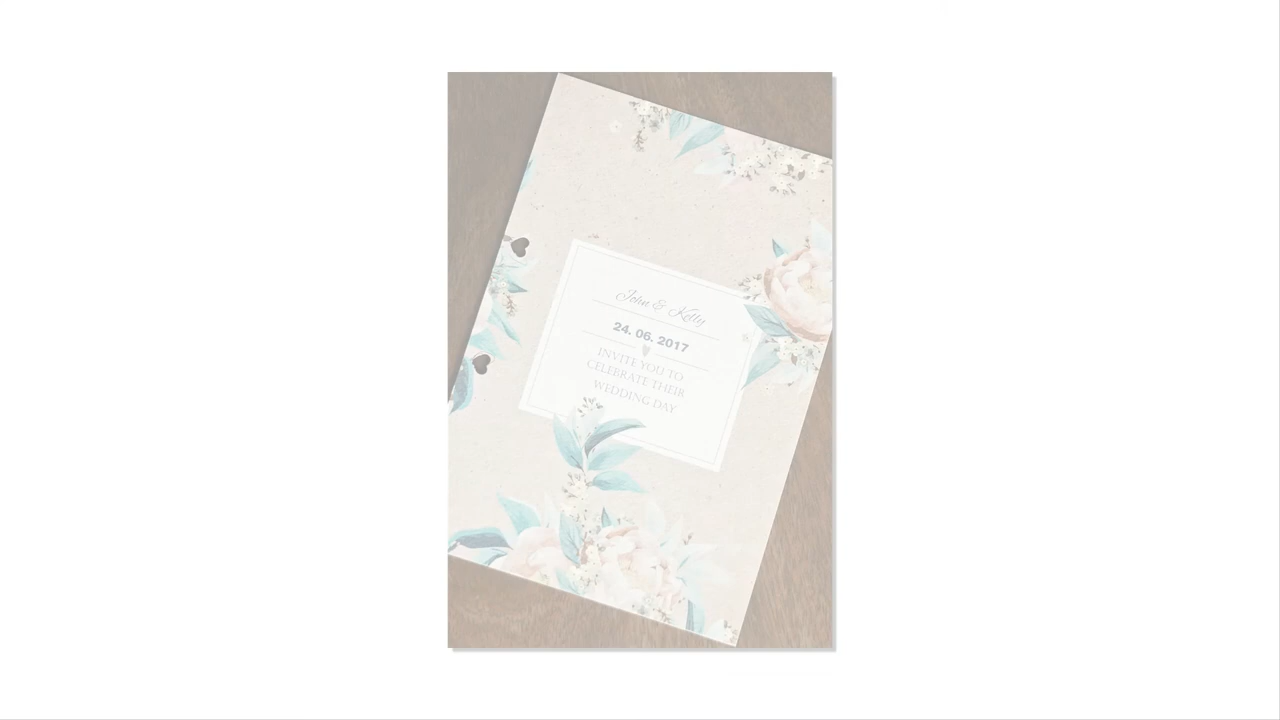 John & Kelly
24. 06. 2017
INVITE YOU TO
CELEBRATE THEIR
WEDDING DAY